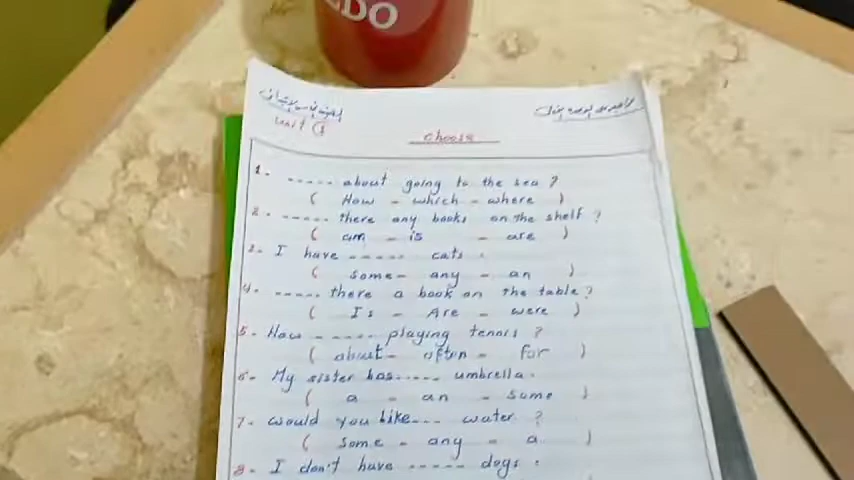 DO
unit 1
choose
1. ----- about going to the sea ?
( How - which - where )
2. ----- there any books on the shelf ?
( am - is - are )
3. I have ----- cats .
( some - any - an )
4. ----- there a book on the table ?
( Is - Are - were )
5. How ----- playing tennis ?
( about - often - for )
6. My sister has ----- umbrella .
( a - an - some )
7. would you like --- water ?
( some - any - a )
8. I don't have ----- dogs .